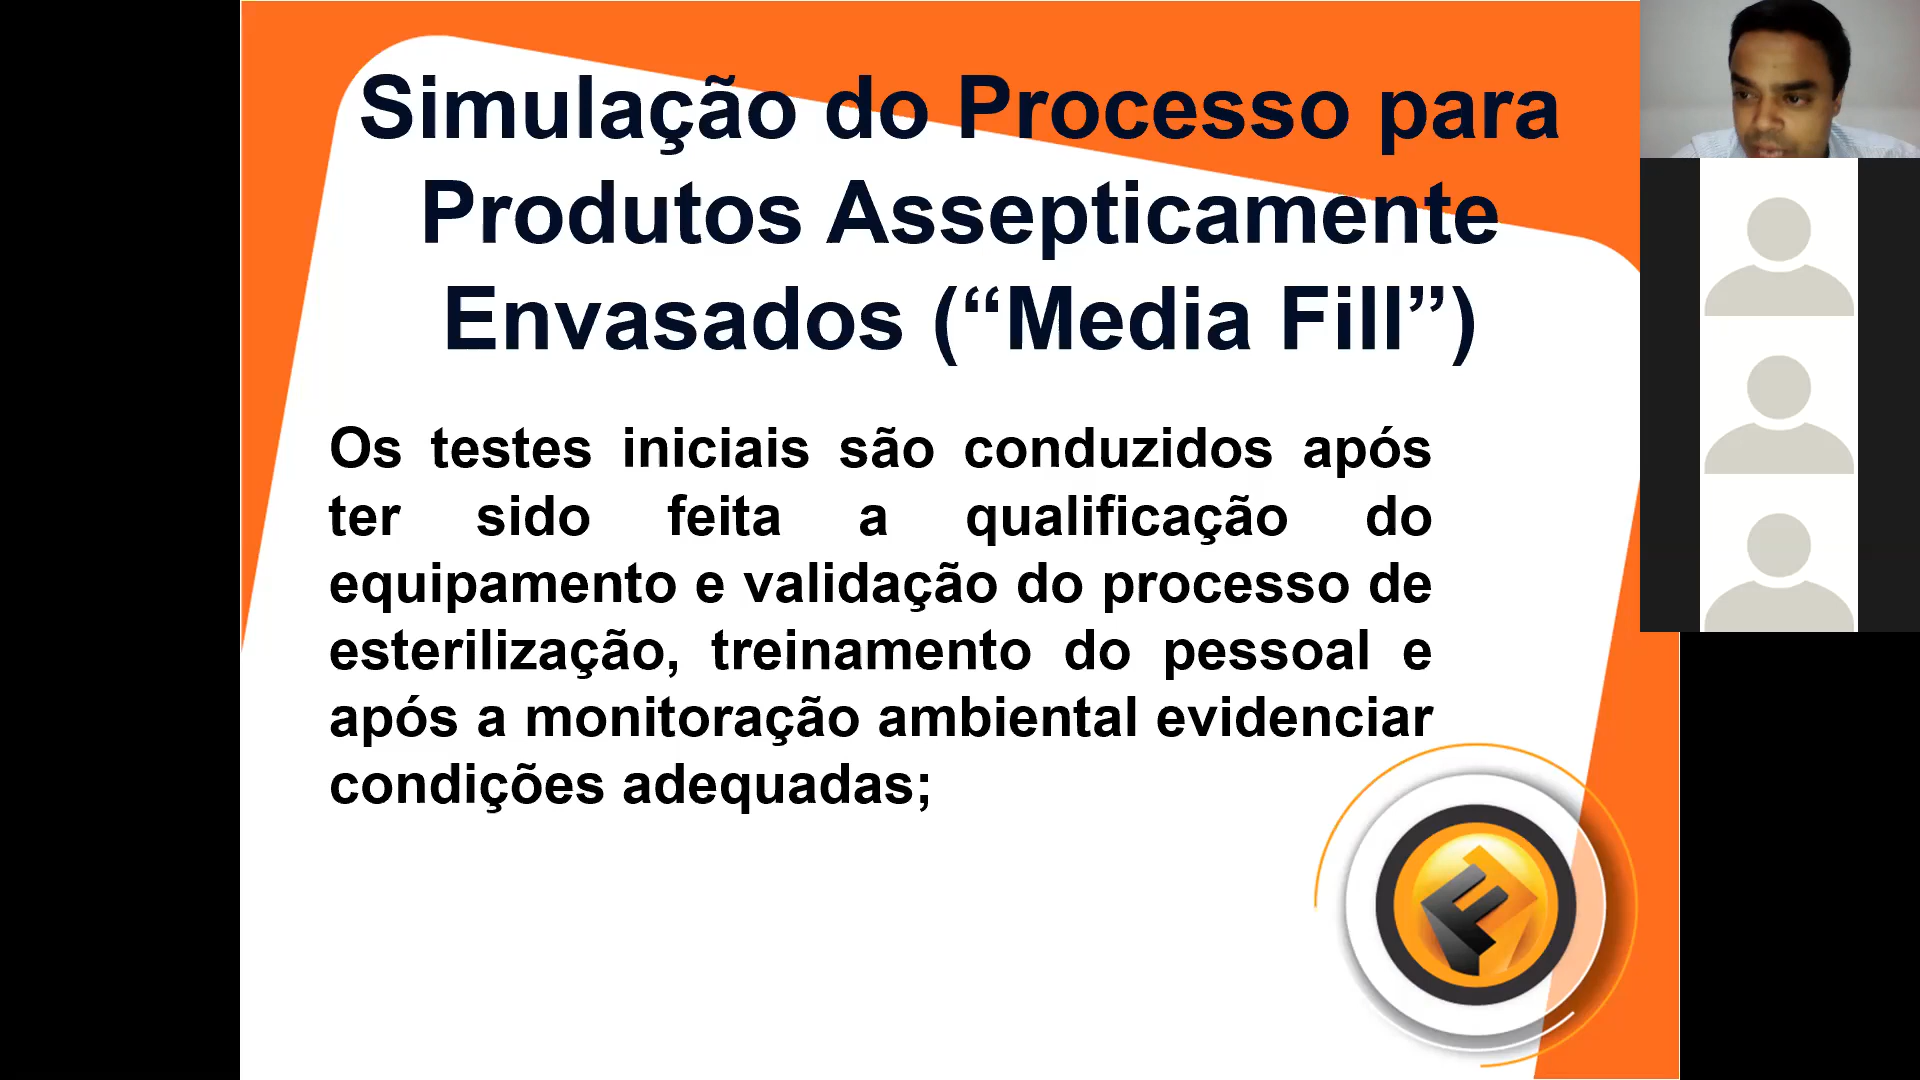 Simulação do Processo para
Produtos Assepticamente
Envasados (“Media Fill”)
Os testes iniciais são conduzidos após
ter sido feita a qualificação do
equipamento e validação do processo de
esterilização, treinamento do pessoal e
após a monitoração ambiental evidenciar
condições adequadas;